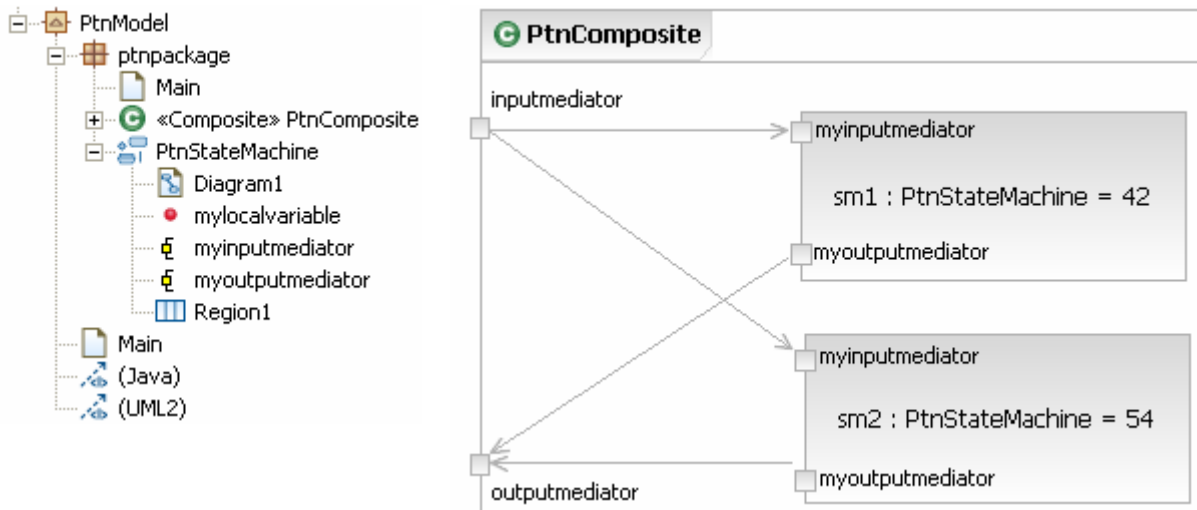 PtnModel
ptnpackage
Main
«Composite» PtnComposite
PtnStateMachine
Diagram1
mylocalvariable
myinputmediator
myoutputmediator
Region1
Main
(Java)
(UML2)
C PtnComposite
inputmediator
myinputmediator
sm1 : PtnStateMachine = 42
myoutputmediator
myinputmediator
sm2 : PtnStateMachine = 54
myoutputmediator
outputmediator